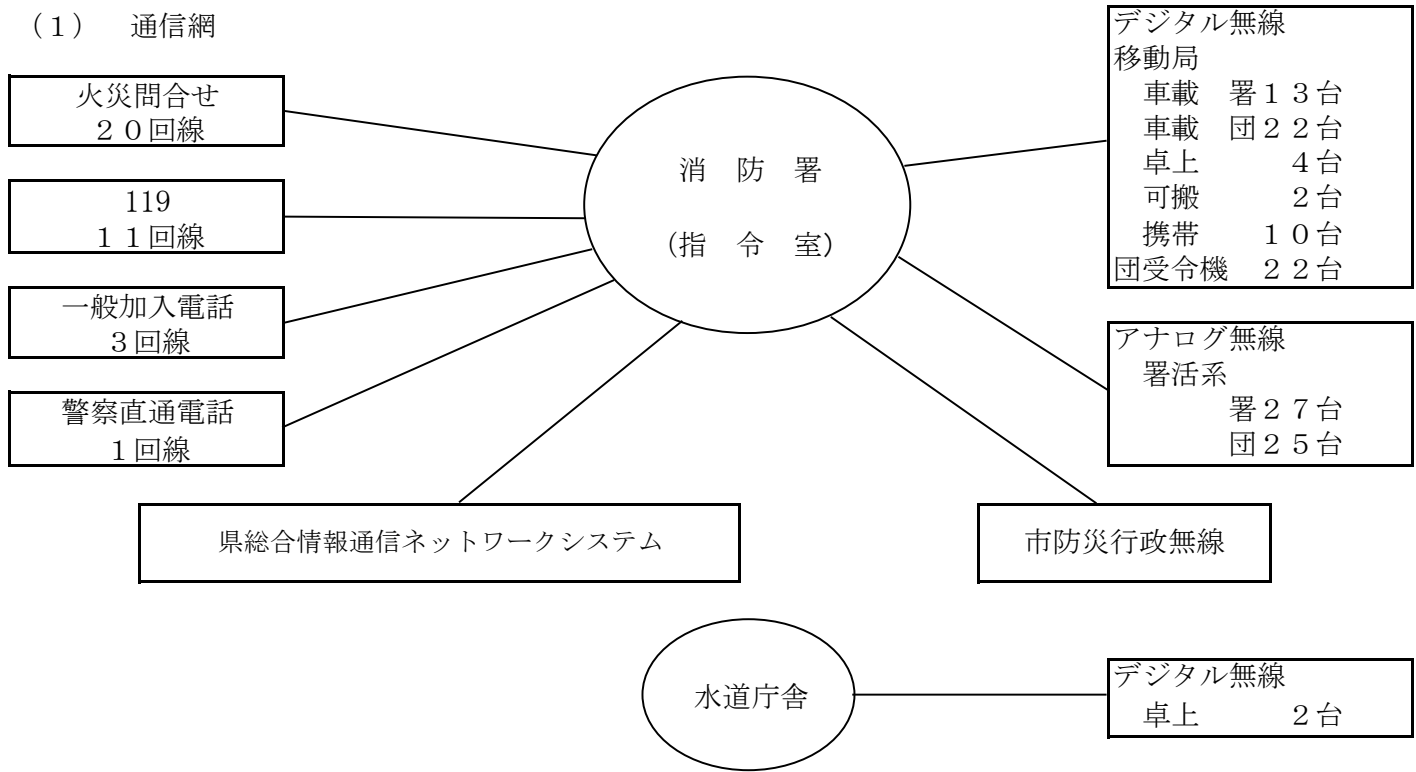 （１）　通信網
火災問合せ
２０回線
119
１１回線
一般加入電話
３回線
警察直通電話
１回線
消　防　署
（指　令　室）
デジタル無線
移動局
車載　署１３台
車載　団２２台
卓上　　　４台
可搬　　　２台
携帯　　１０台
団受令機　２２台
アナログ無線
署活系
署２７台
団２５台
県総合情報通信ネットワークシステム
市防災行政無線
水道庁舎
デジタル無線
卓上　　　２台